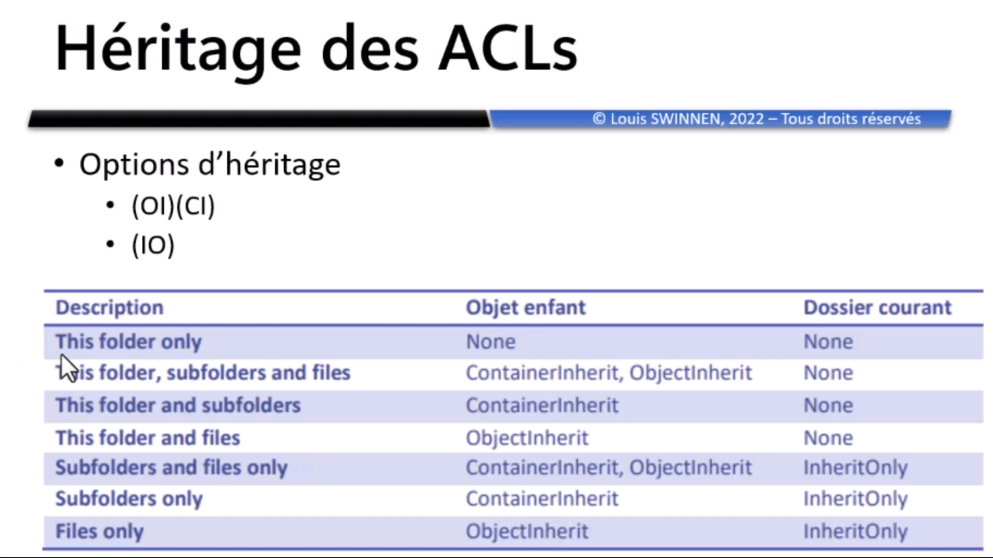 Héritage des ACLs
© Louis SWINNEN, 2022 – Tous droits réservés
• Options d’héritage
• (OI)(CI)
• (IO)
Description Objet enfant Dossier courant
This folder only None None
This folder, subfolders and files ContainerInherit, ObjectInherit None
This folder and subfolders ContainerInherit None
This folder and files ObjectInherit None
Subfolders and files only ContainerInherit, ObjectInherit InheritOnly
Subfolders only ContainerInherit InheritOnly
Files only ObjectInherit InheritOnly